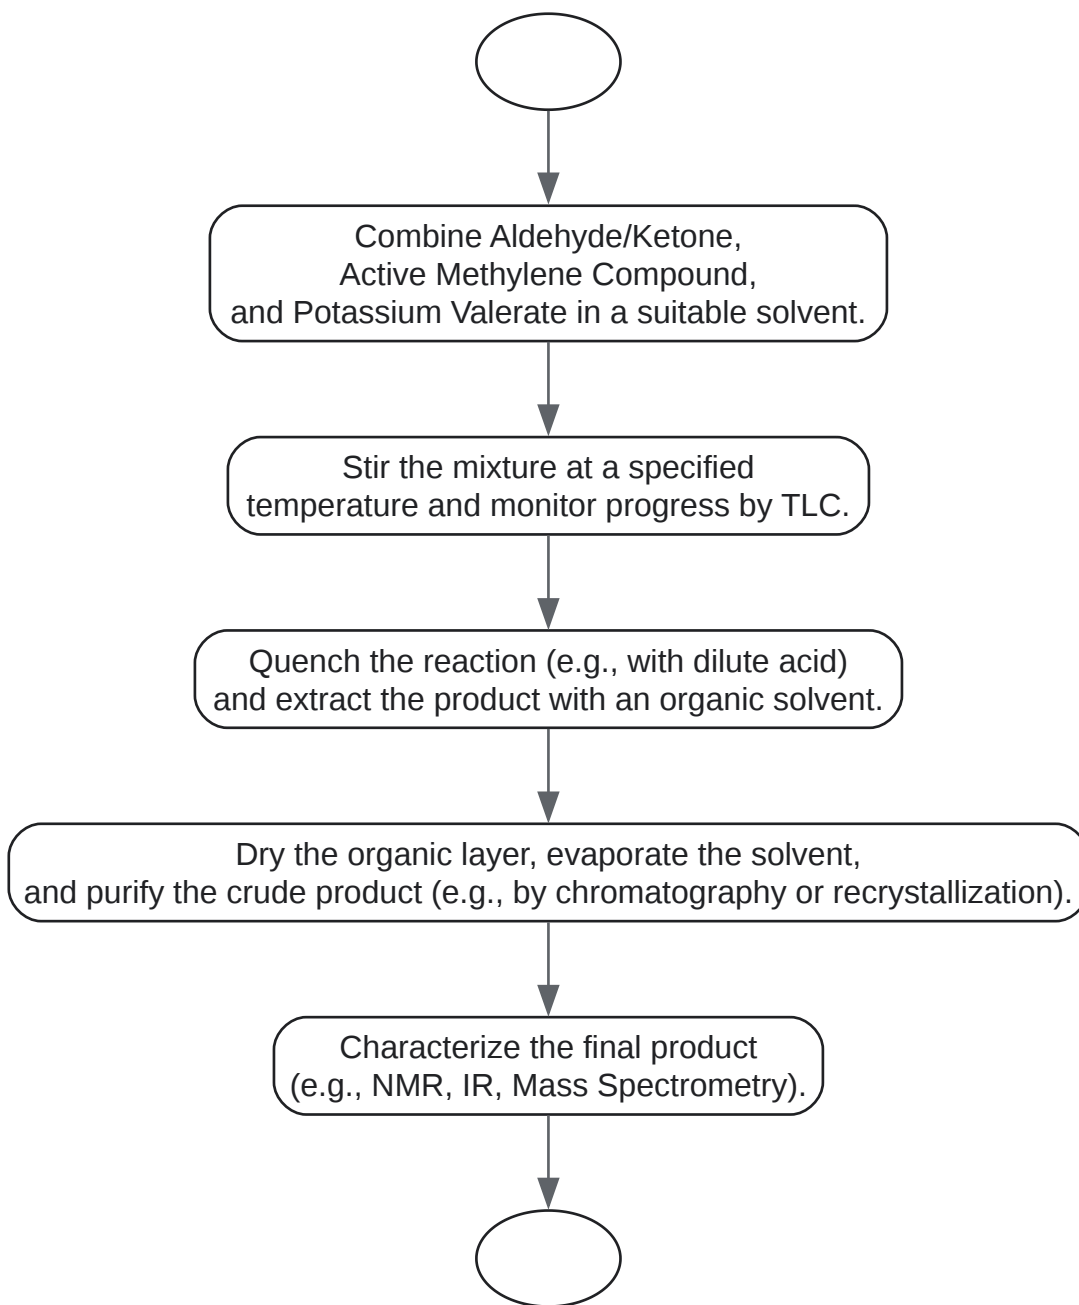 Combine Aldehyde/Ketone,
Active Methylene Compound,
and Potassium Valerate in a suitable solvent.
Stir the mixture at a specified
temperature and monitor progress by TLC.
Quench the reaction (e.g., with dilute acid)
and extract the product with an organic solvent.
Dry the organic layer, evaporate the solvent,
and purify the crude product (e.g., by chromatography or recrystallization).
Characterize the final product
(e.g., NMR, IR, Mass Spectrometry).